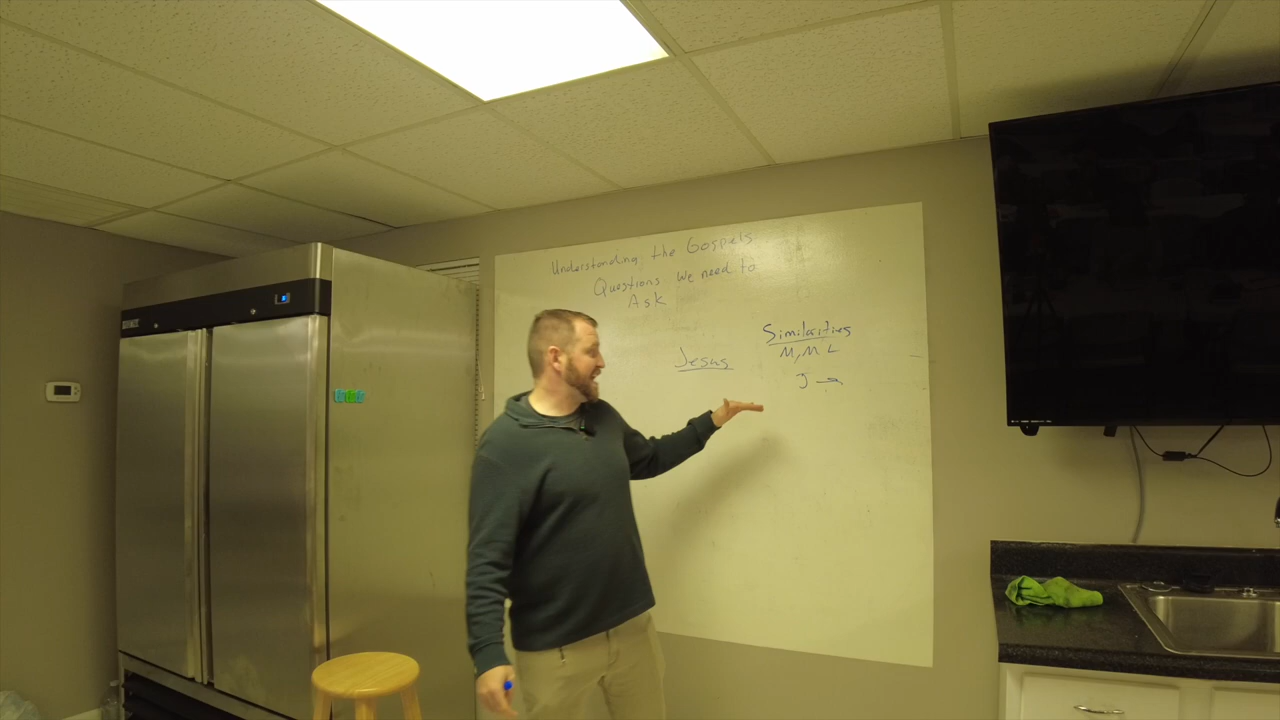 Understanding the Gospels
Questions we need to
Ask
Jesus
Similarities
M, M L
J →